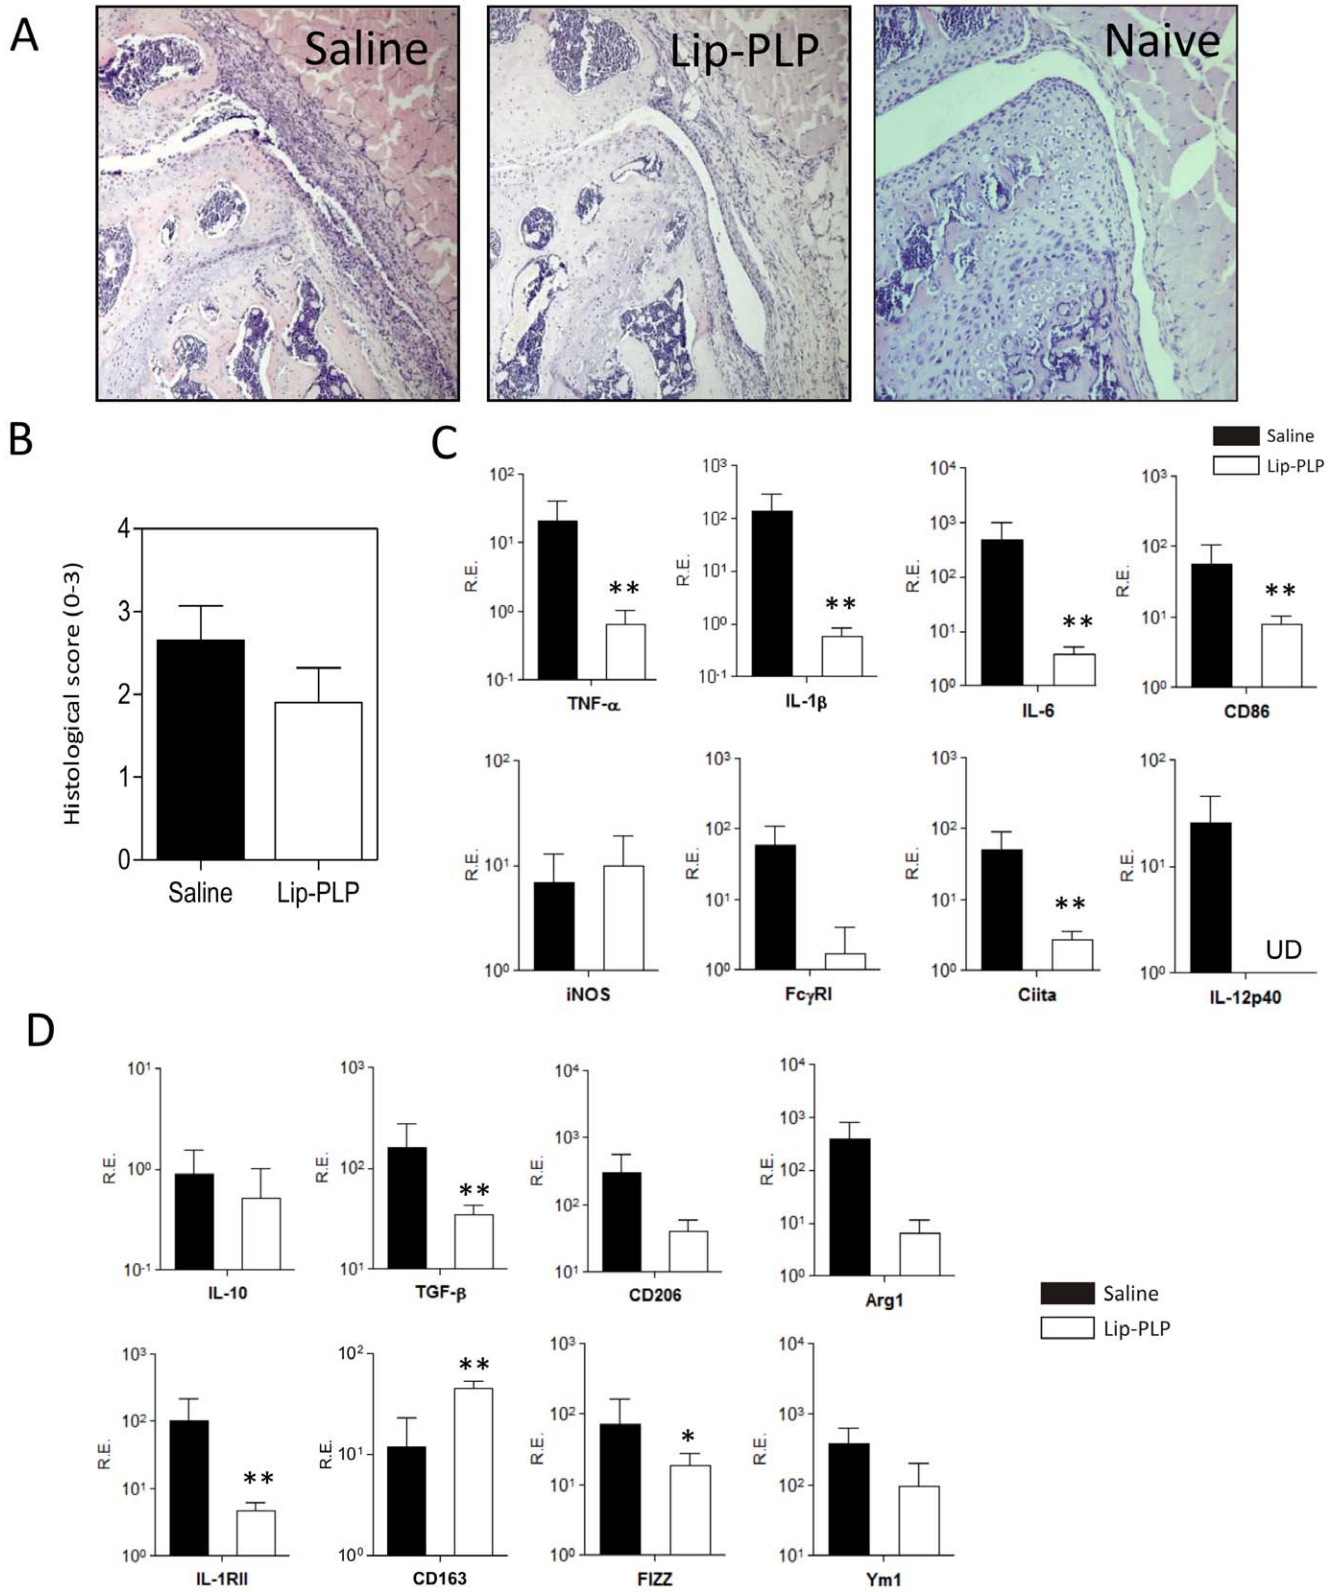 A
Saline
Lip-PLP
Naive
B
Histological score (0-3)
4
3
2
1
0
Saline
Lip-PLP
C
Saline
Lip-PLP
R.E.
10²
10¹
10⁰
10⁻¹
**
TNF-α
R.E.
10³
10²
10¹
10⁰
10⁻¹
**
IL-1β
R.E.
10⁴
10³
10²
10¹
10⁰
**
IL-6
R.E.
10³
10²
10¹
10⁰
**
CD86
R.E.
10²
10¹
10⁰
iNOS
R.E.
10³
10²
10¹
10⁰
FcγRI
R.E.
10³
10²
10¹
10⁰
**
Ciita
R.E.
10²
10¹
10⁰
UD
IL-12p40
D
R.E.
10¹
10⁰
10⁻¹
IL-10
R.E.
10³
10²
10¹
**
TGF-β
R.E.
10⁴
10³
10²
10¹
CD206
R.E.
10⁴
10³
10²
10¹
10⁰
Arg1
Saline
Lip-PLP
R.E.
10³
10²
10¹
10⁰
**
IL-1RII
R.E.
10²
10¹
10⁰
**
CD163
R.E.
10³
10²
10¹
10⁰
*
FIZZ
R.E.
10⁴
10³
10²
10¹
Ym1